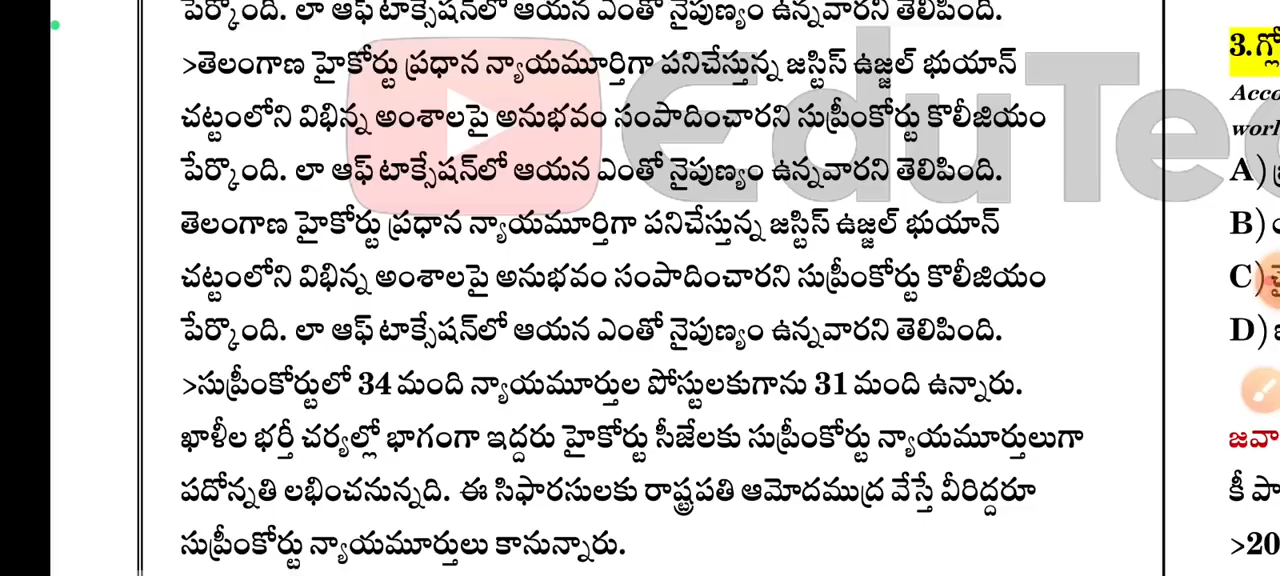 పేర్కొంది. లా ఆఫ్ టాక్సేషన్‌లో ఆయన ఎంతో నైపుణ్యం ఉన్నవారని తెలిపింది.
>తెలంగాణ హైకోర్టు ప్రధాన న్యాయమూర్తిగా పనిచేస్తున్న జస్టిస్ ఉజ్జల్ భుయాన్
చట్టంలోని విభిన్న అంశాలపై అనుభవం సంపాదించారని సుప్రీంకోర్టు కొలీజియం
పేర్కొంది. లా ఆఫ్ టాక్సేషన్‌లో ఆయన ఎంతో నైపుణ్యం ఉన్నవారని తెలిపింది.
తెలంగాణ హైకోర్టు ప్రధాన న్యాయమూర్తిగా పనిచేస్తున్న జస్టిస్ ఉజ్జల్ భుయాన్
చట్టంలోని విభిన్న అంశాలపై అనుభవం సంపాదించారని సుప్రీంకోర్టు కొలీజియం
పేర్కొంది. లా ఆఫ్ టాక్సేషన్‌లో ఆయన ఎంతో నైపుణ్యం ఉన్నవారని తెలిపింది.
>సుప్రీంకోర్టులో 34 మంది న్యాయమూర్తుల పోస్టులకుగాను 31 మంది ఉన్నారు.
ఖాళీల భర్తీ చర్యల్లో భాగంగా ఇద్దరు హైకోర్టు సీజేలకు సుప్రీంకోర్టు న్యాయమూర్తులుగా
పదోన్నతి లభించనున్నది. ఈ సిఫారసులకు రాష్ట్రపతి ఆమోదముద్ర వేస్తే వీరిద్దరూ
సుప్రీంకోర్టు న్యాయమూర్తులు కానున్నారు.
EduTec
3.
A)
B)
C)
D)
కీ
>20